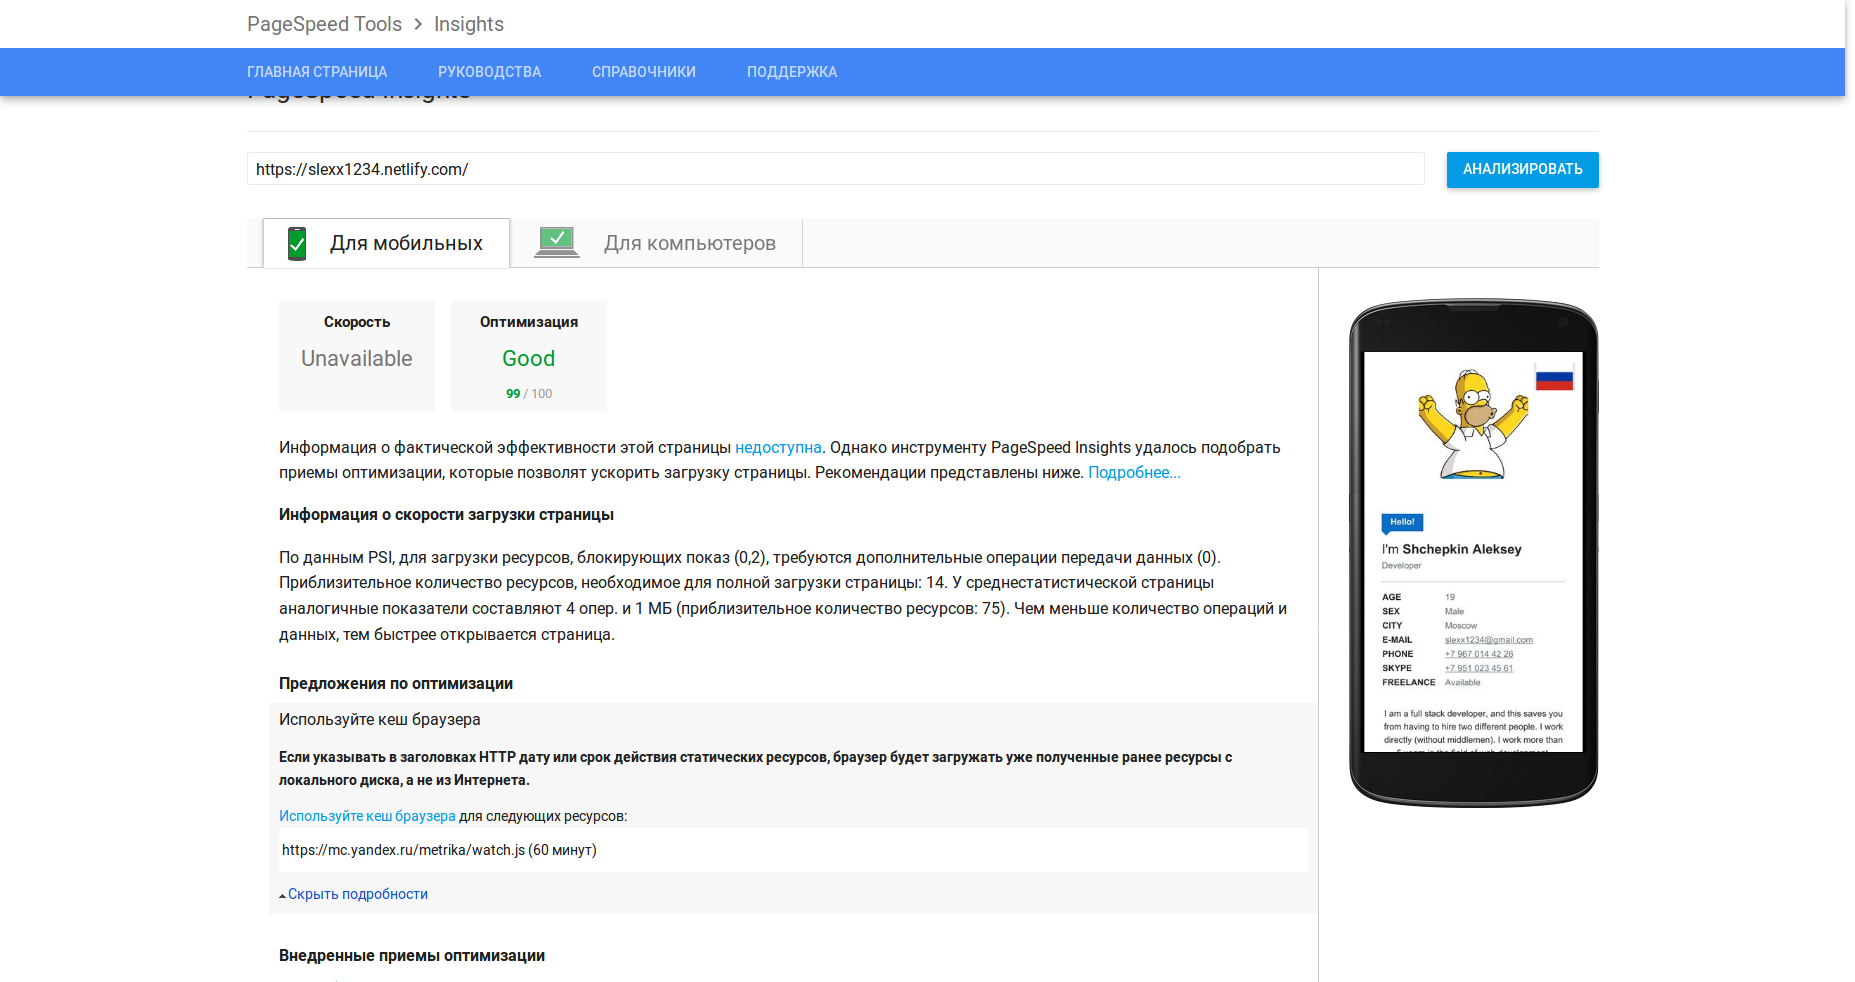 PageSpeed Tools > Insights
ГЛАВНАЯ СТРАНИЦА РУКОВОДСТВА СПРАВОЧНИКИ ПОДДЕРЖКА
PageSpeed Insights
https://slexx1234.netlify.com/
АНАЛИЗИРОВАТЬ
Для мобильных
Для компьютеров
Скорость
Unavailable
Оптимизация
Good
99 / 100
Информация о фактической эффективности этой страницы недоступна. Однако инструменту PageSpeed Insights удалось подобрать
приемы оптимизации, которые позволят ускорить загрузку страницы. Рекомендации представлены ниже. Подробнее...
Информация о скорости загрузки страницы
По данным PSI, для загрузки ресурсов, блокирующих показ (0,2), требуются дополнительные операции передачи данных (0).
Приблизительное количество ресурсов, необходимое для полной загрузки страницы: 14. У среднестатистической страницы
аналогичные показатели составляют 4 опер. и 1 МБ (приблизительное количество ресурсов: 75). Чем меньше количество операций и
данных, тем быстрее открывается страница.
Предложения по оптимизации
Используйте кеш браузера
Если указывать в заголовках HTTP дату или срок действия статических ресурсов, браузер будет загружать уже полученные ранее ресурсы с
локального диска, а не из Интернета.
Используйте кеш браузера для следующих ресурсов:
https://mc.yandex.ru/metrika/watch.js (60 минут)
Скрыть подробности
Внедренные приемы оптимизации
Hello!
I'm Shchepkin Aleksey
Developer
AGE 19
SEX Male
CITY Moscow
E-MAIL slexx1234@gmail.com
PHONE +7 967 014 42 26
SKYPE +7 951 023 45 61
FREELANCE Available
I am a full stack developer, and this saves you
from having to hire two different people. I work
directly (without middlemen). I work more than
5 years in the field of web development